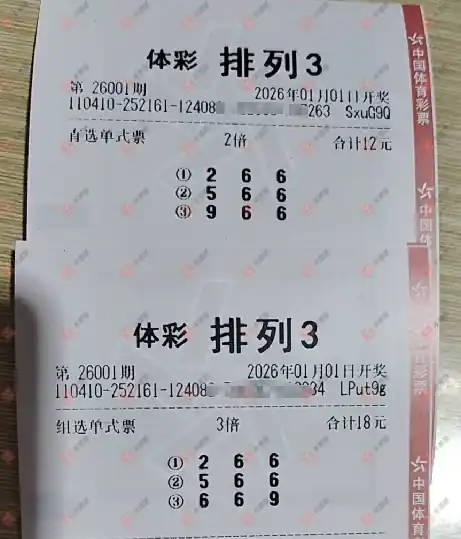 体彩 排列3
第 26001期 2026年01月01日开奖
110410-252161-12408 263 SxuG9Q
直选单式票 2倍 合计12元
① 2 6 6
② 5 6 6
③ 9 6 6
中国体育彩票
中国体
体彩 排列3
第 26001期 2026年01月01日开奖
110410-252161-12408 34 LPut9g
组选单式票 3倍 合计18元
① 2 6 6
② 5 6 6
③ 6 6 9
彩票
中国体育